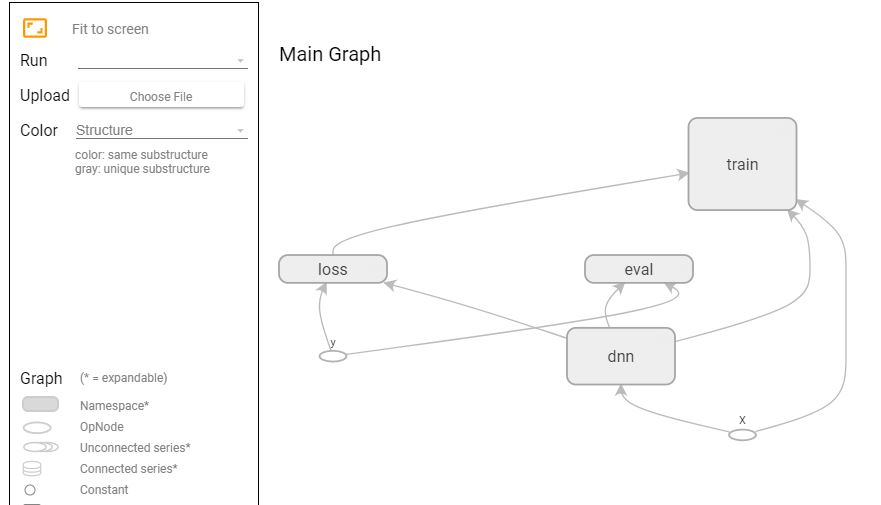 Fit to screen
Run
Upload
Choose File
Color
Structure
color: same substructure
gray: unique substructure
Graph
(* = expandable)
Namespace*
OpNode
Unconnected series*
Connected series*
Constant
Main Graph
train
loss
eval
y
dnn
X